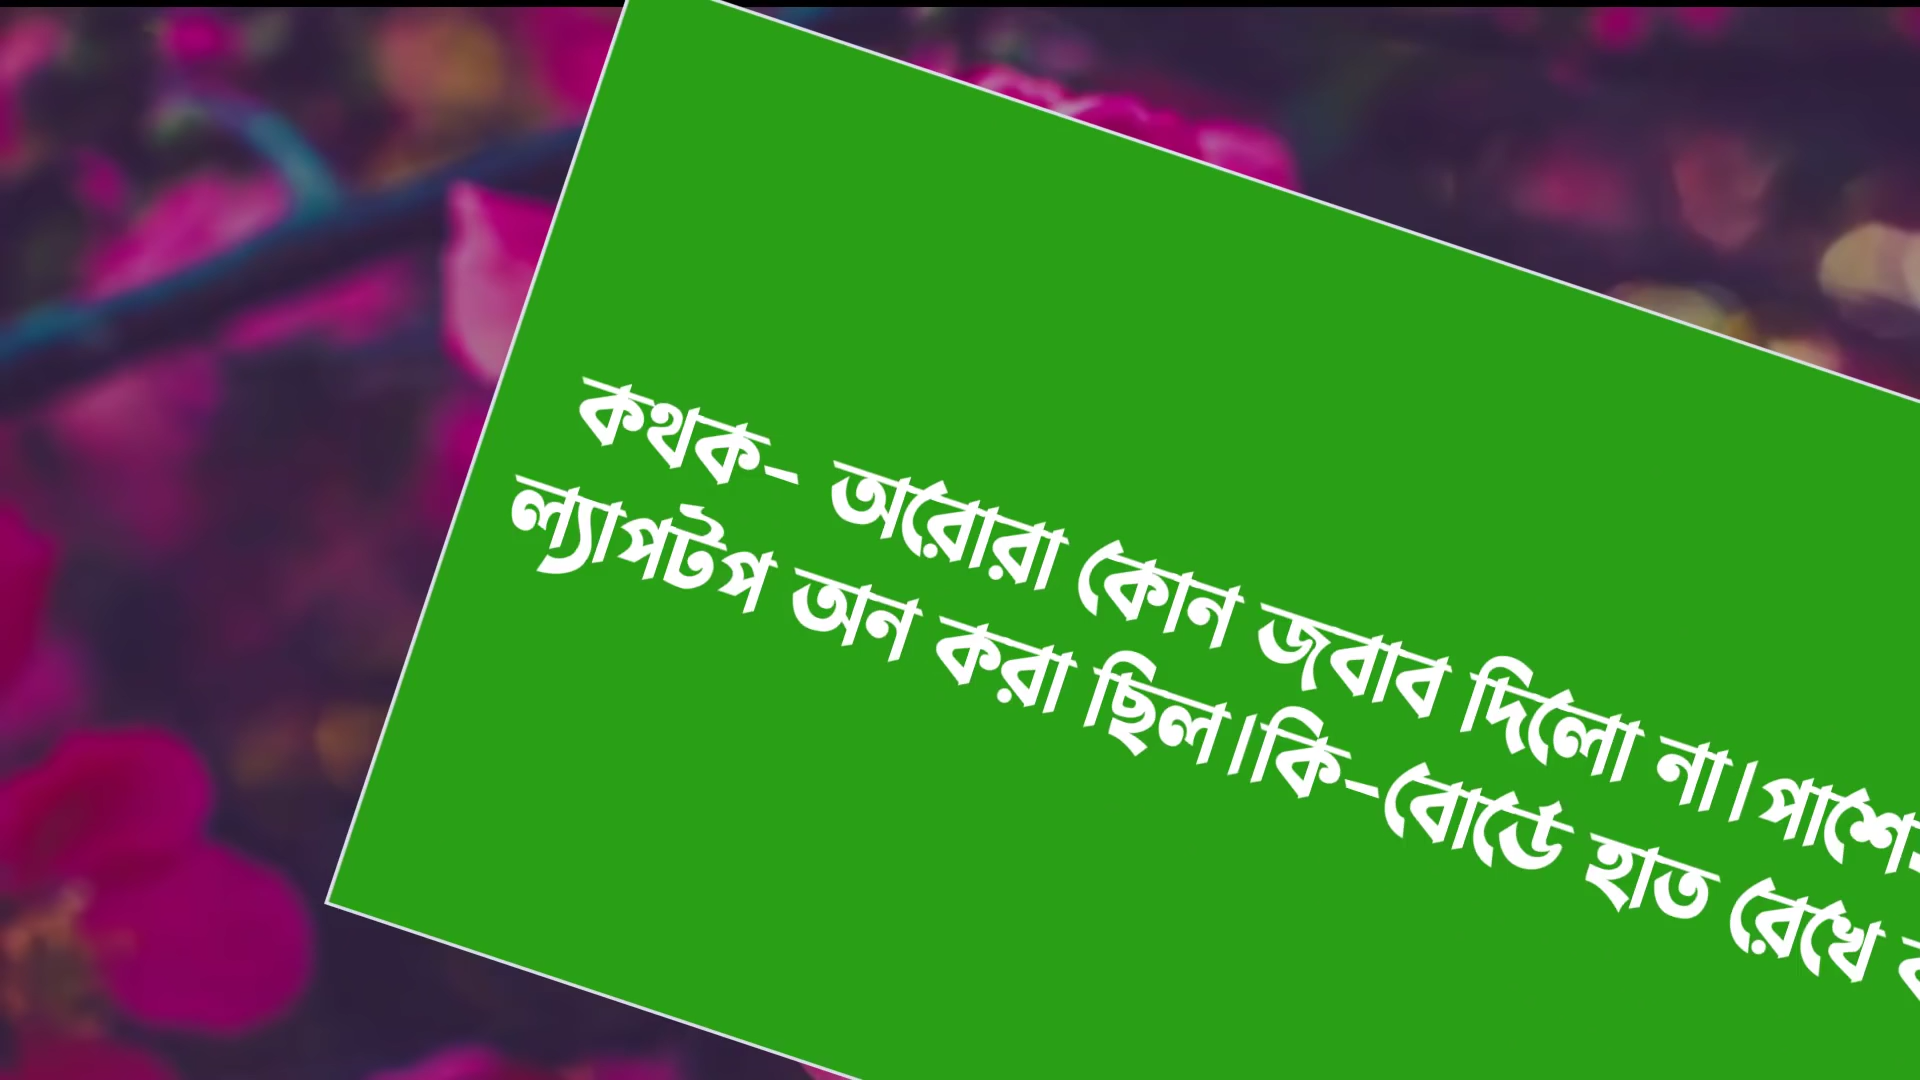 কথক- অরোরা কোন জবাব দিলো না।পাশে
ল্যাপটপ অন করা ছিল।কি-বোর্ডে হাত রেখে